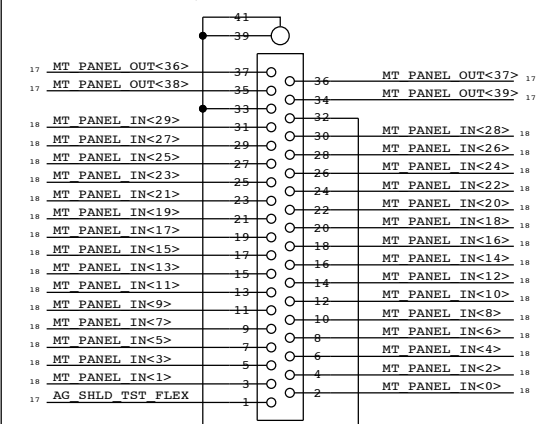 41
39
17 MT_PANEL_OUT<36> 37
36 MT_PANEL_OUT<37> 17
17 MT_PANEL_OUT<38> 35
34 MT_PANEL_OUT<39> 17
33
32
18 MT_PANEL_IN<29> 31
30 MT_PANEL_IN<28> 18
18 MT_PANEL_IN<27> 29
28 MT_PANEL_IN<26> 18
18 MT_PANEL_IN<25> 27
26 MT_PANEL_IN<24> 18
18 MT_PANEL_IN<23> 25
24 MT_PANEL_IN<22> 18
18 MT_PANEL_IN<21> 23
22 MT_PANEL_IN<20> 18
18 MT_PANEL_IN<19> 21
20 MT_PANEL_IN<18> 18
18 MT_PANEL_IN<17> 19
18 MT_PANEL_IN<16> 18
18 MT_PANEL_IN<15> 17
16 MT_PANEL_IN<14> 18
18 MT_PANEL_IN<13> 15
14 MT_PANEL_IN<12> 18
18 MT_PANEL_IN<11> 13
12 MT_PANEL_IN<10> 18
18 MT_PANEL_IN<9> 11
10 MT_PANEL_IN<8> 18
18 MT_PANEL_IN<7> 9
8 MT_PANEL_IN<6> 18
18 MT_PANEL_IN<5> 7
6 MT_PANEL_IN<4> 18
18 MT_PANEL_IN<3> 5
4 MT_PANEL_IN<2> 18
18 MT_PANEL_IN<1> 3
2 MT_PANEL_IN<0> 18
17 AG_SHLD_TST_FLEX 1